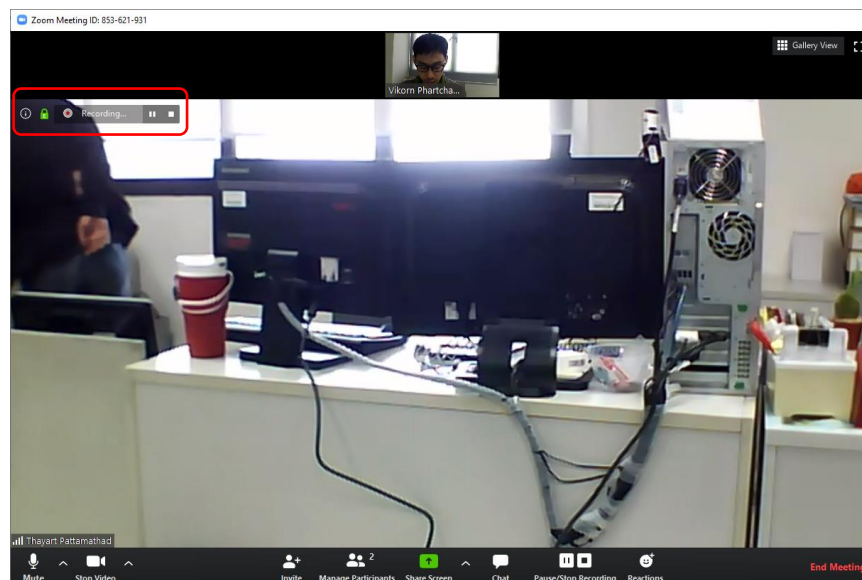 Zoom Meeting ID: 853-621-931
Gallery View
Vikorn Phartcha...
Recording...
Thayart Pattamathad
2
Mute
Stop Video
Invite
Manage Participants
Share Screen
Chat
Pause/Stop Recording
Reactions
End Meeting